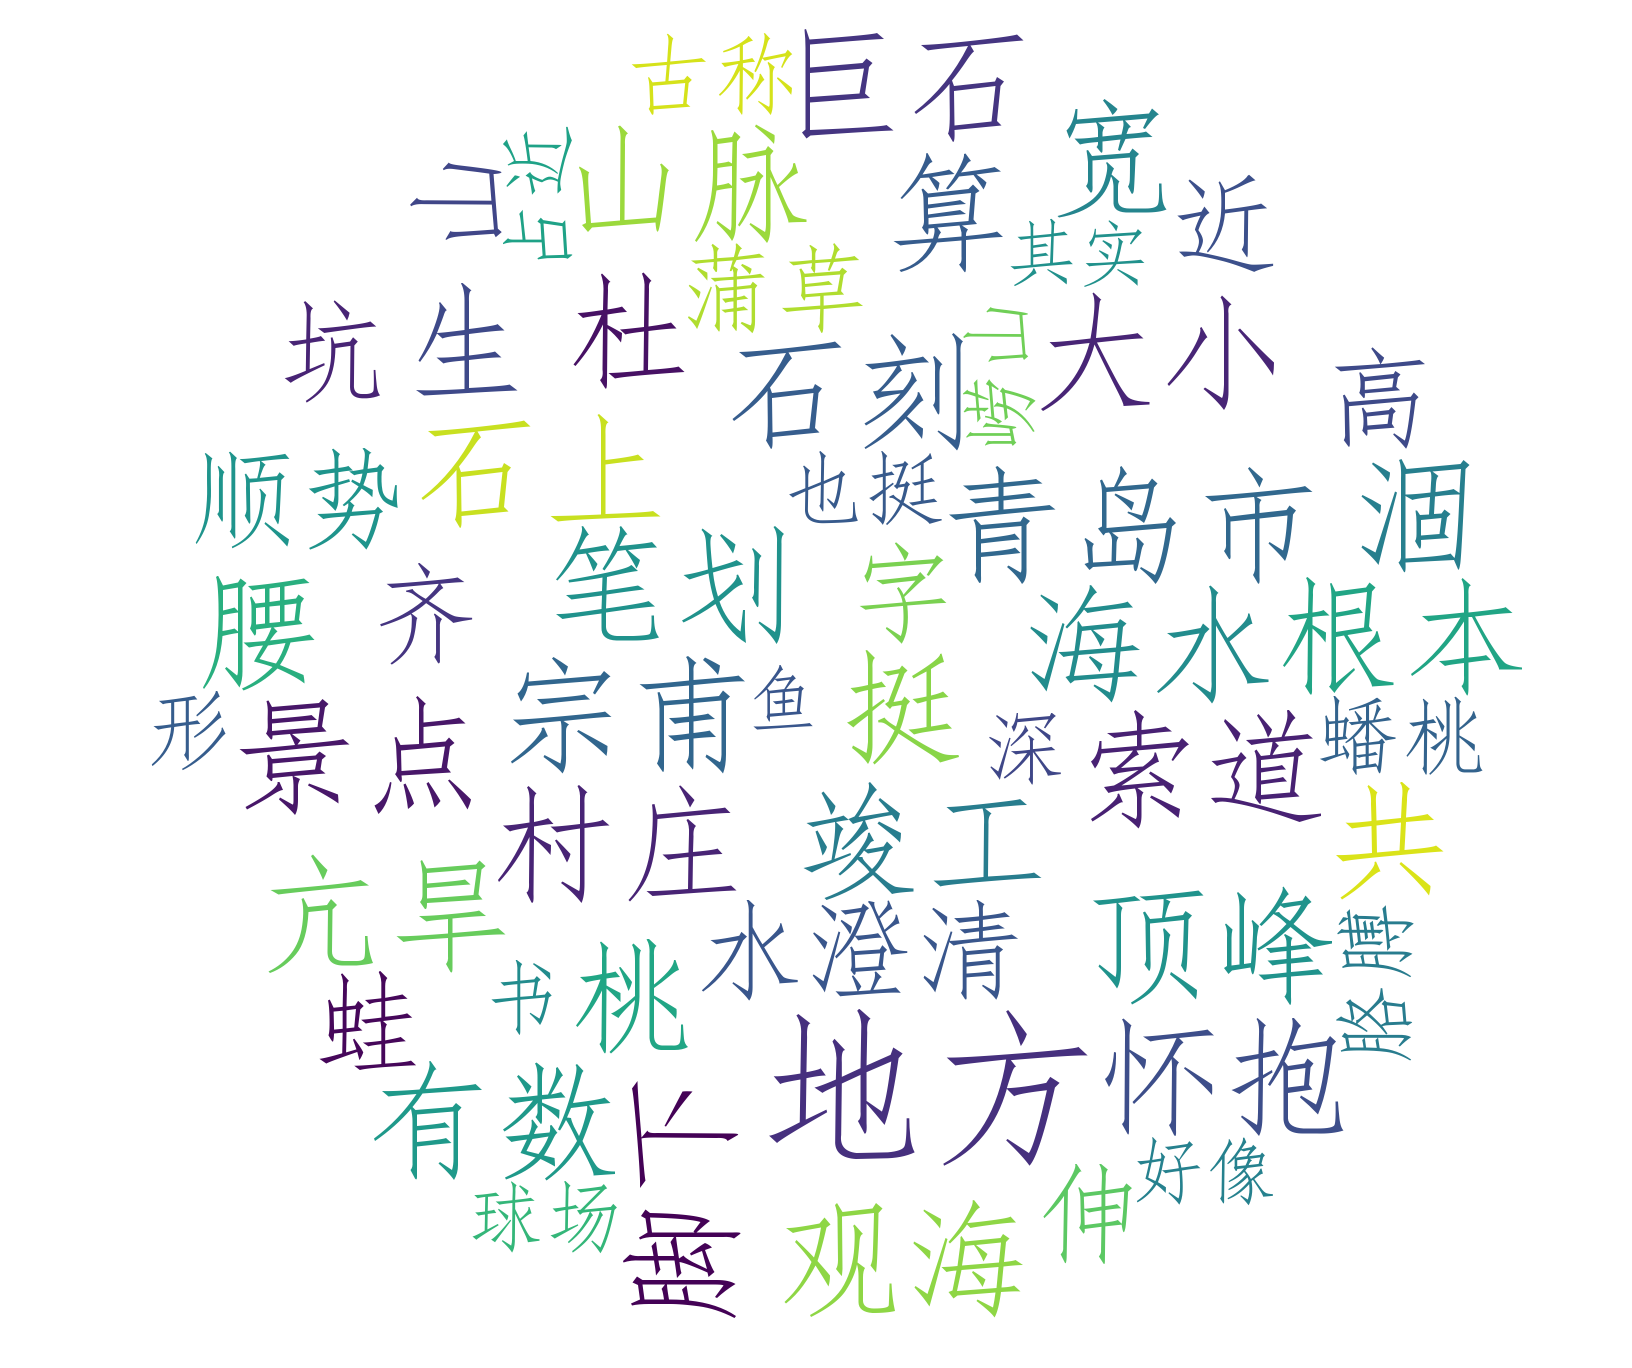 古称
巨石
山
山脉
算
宽
近
蒲草
其实
坑
生
杜
石刻
崂山
大小
高
顺势
石上
也挺
青岛市
涸
腰
齐
笔划
字
海水
根本
形
景点
宗甫
鱼
挺
深
索道
蟠桃
村庄
竣工
共
亢旱
水澄清
顶峰
胳膊
蛙
书
桃
地方
怀抱
有数
脚下
好像
球场
观海
伸